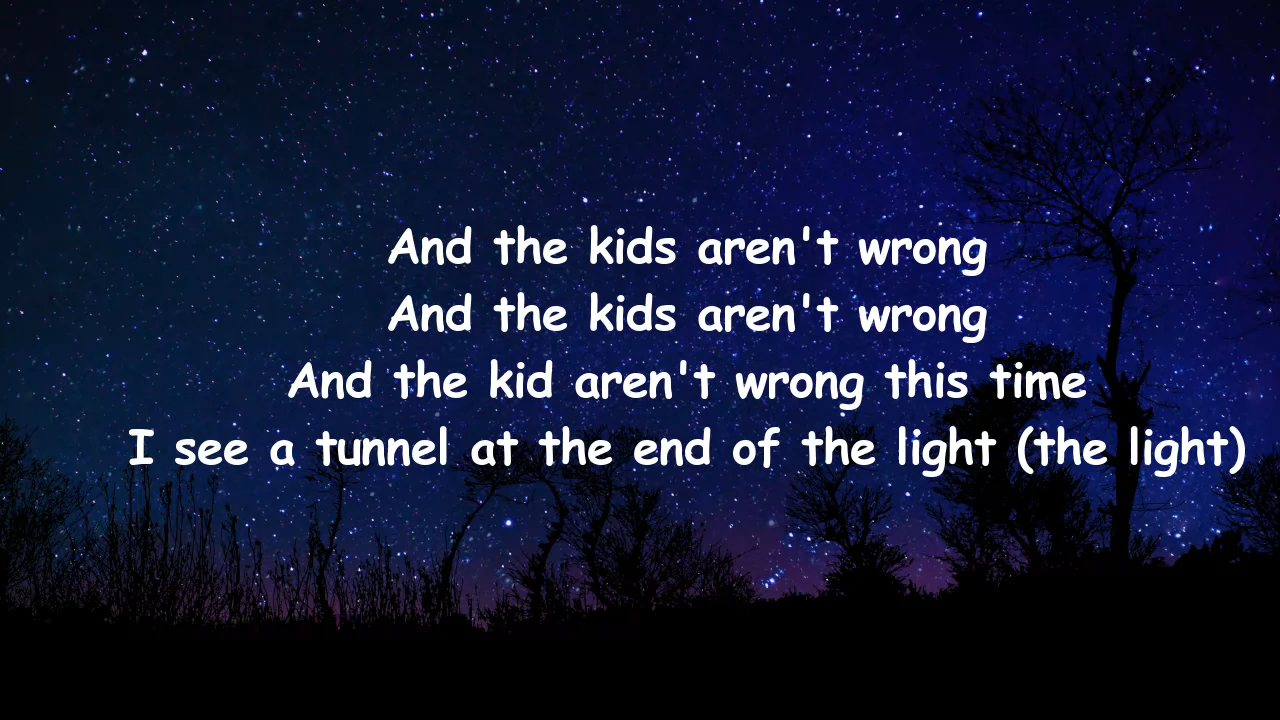 And the kids aren't wrong
And the kids aren't wrong
And the kid aren't wrong this time
I see a tunnel at the end of the light (the light)